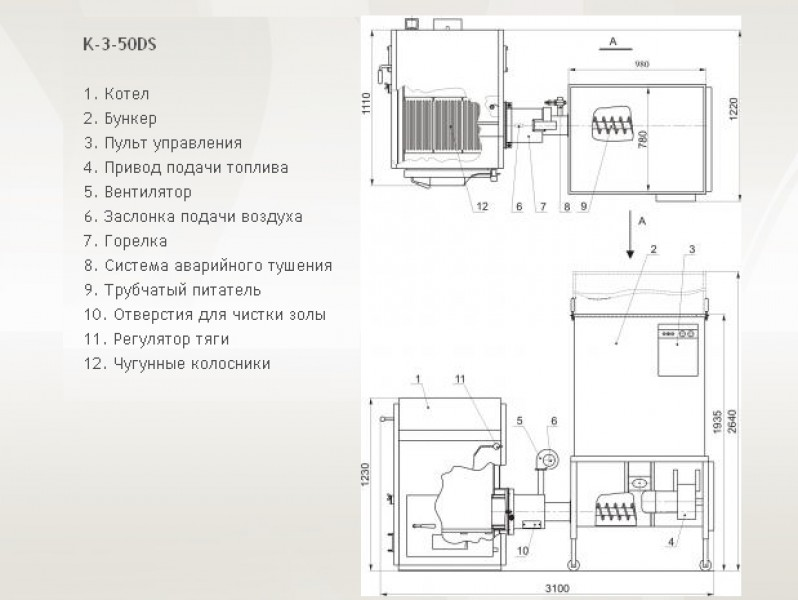 К-3-50DS
1. Котел
2. Бункер
3. Пульт управления
4. Привод подачи топлива
5. Вентилятор
6. Заслонка подачи воздуха
7. Горелка
8. Система аварийного тушения
9. Трубчатый питатель
10. Отверстия для чистки золы
11. Регулятор тяги
12. Чугунные колосники
А
980
1110
780
1220
12 6 7 8 9
А
2 3
1 11
5 6
1230
1935
2640
10
4
3100